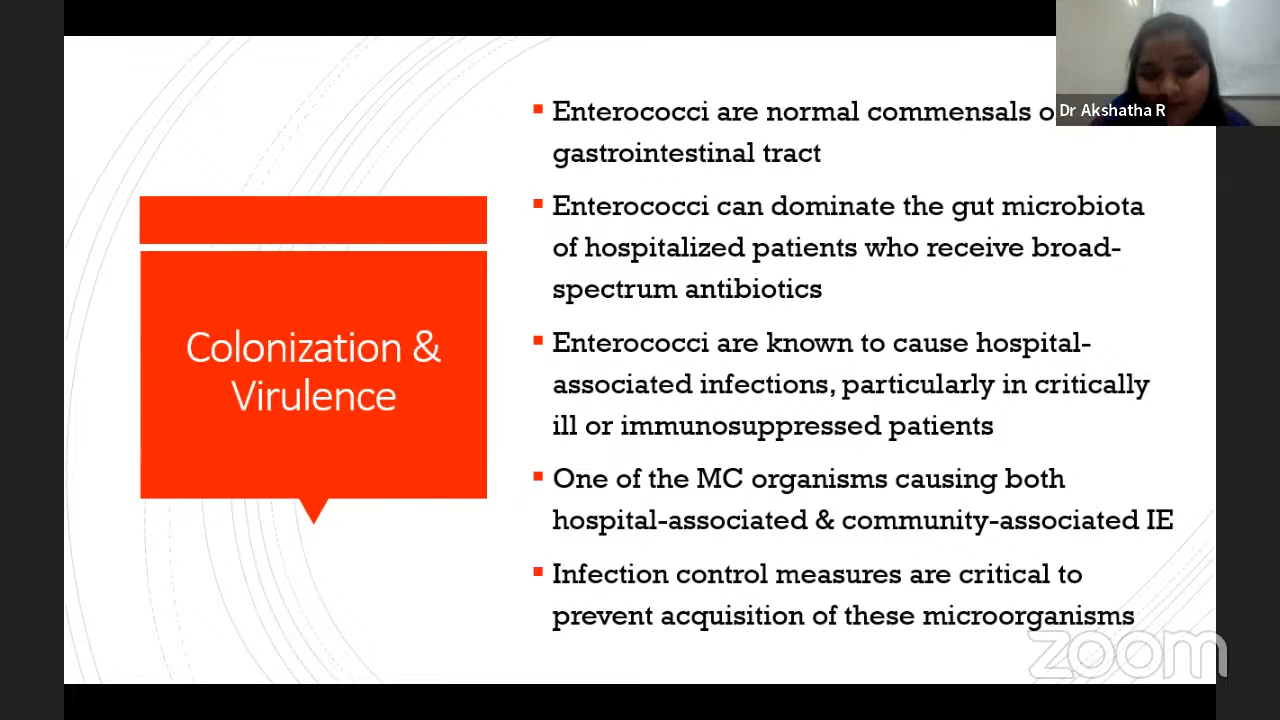 Dr Akshatha R
Colonization &
Virulence
Enterococci are normal commensals
gastrointestinal tract
Enterococci can dominate the gut microbiota
of hospitalized patients who receive broad-
spectrum antibiotics
Enterococci are known to cause hospital-
associated infections, particularly in critically
ill or immunosuppressed patients
One of the MC organisms causing both
hospital-associated & community-associated IE
Infection control measures are critical to
prevent acquisition of these microorganisms
zoom